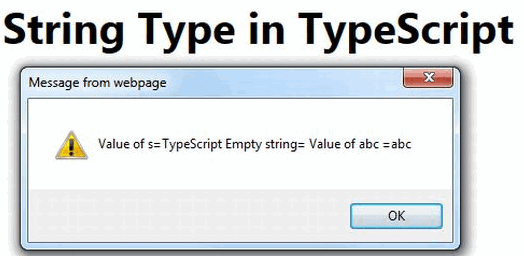 String Type in TypeScript
Message from webpage
Value of s=TypeScript Empty string= Value of abc =abc
OK